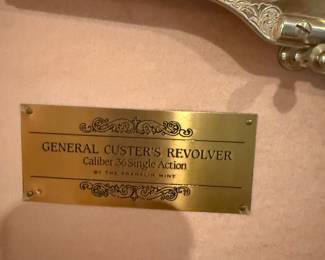 GENERAL CUSTER'S REVOLVER
Caliber .36 Single Action
BY THE FRANKLIN MINT